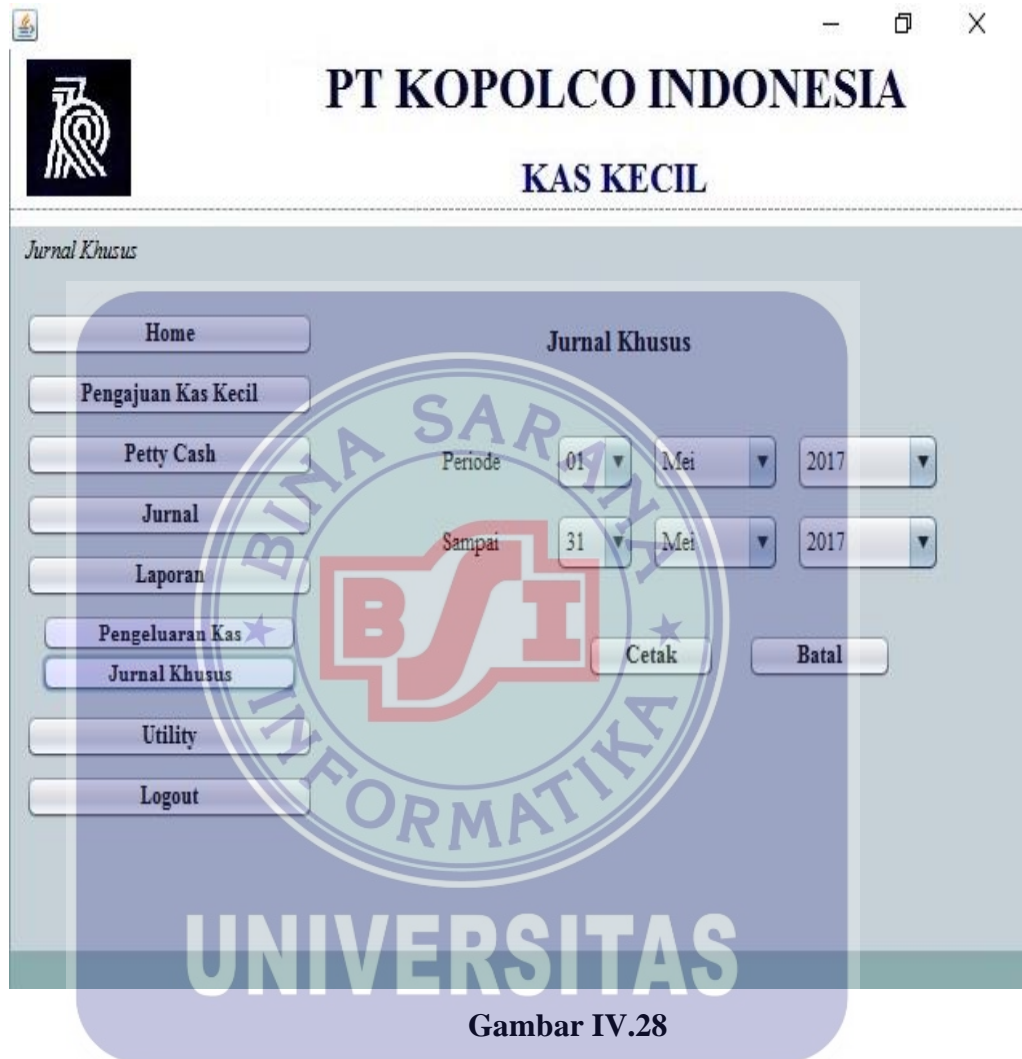 PT KOPOLCO INDONESIA
KAS KECIL
Jurnal Khusus
Home
Pengajuan Kas Kecil
Petty Cash
Jurnal
Laporan
Pengeluaran Kas
Jurnal Khusus
Utility
Logout
Jurnal Khusus
Periode 01 Mei 2017
Sampai 31 Mei 2017
Cetak Batal
BINA SARANA
INFORMATIKA
BSI
UNIVERSITAS
Gambar IV.28